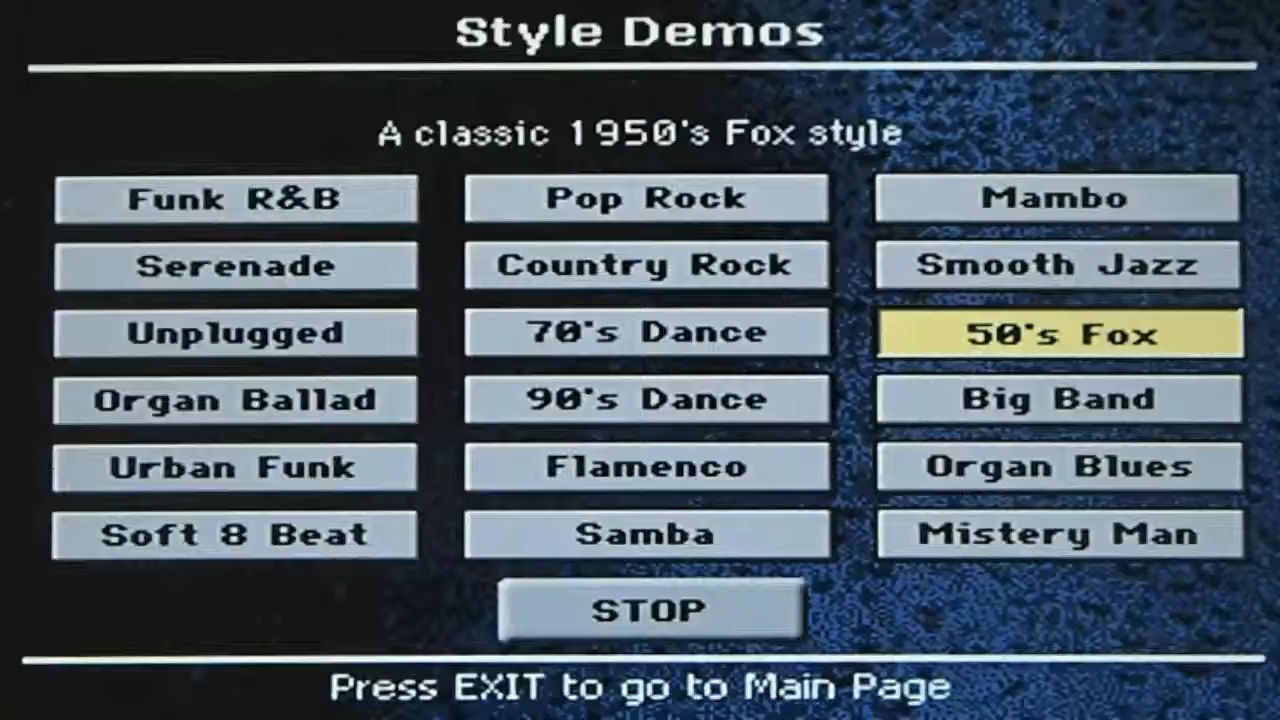 Style Demos
A classic 1950's Fox style
Funk R&B Pop Rock Mambo
Serenade Country Rock Smooth Jazz
Unplugged 70's Dance 50's Fox
Organ Ballad 90's Dance Big Band
Urban Funk Flamenco Organ Blues
Soft 8 Beat Samba Mistery Man
STOP
Press EXIT to go to Main Page